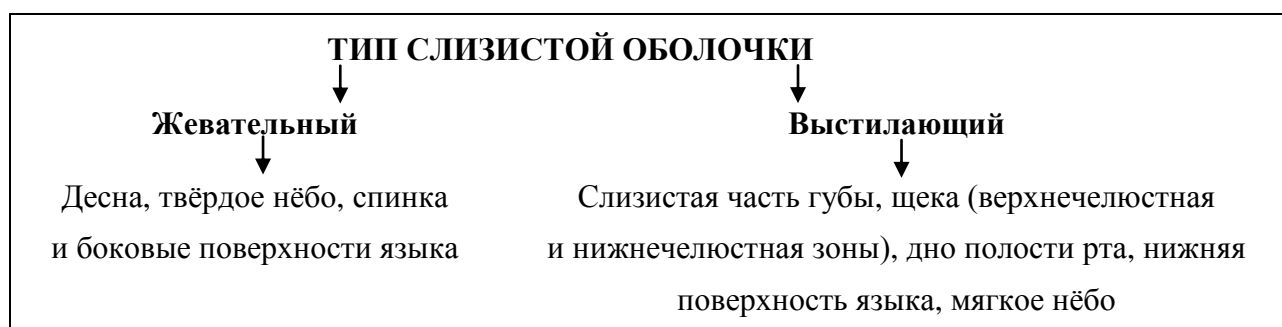 ТИП СЛИЗИСТОЙ ОБОЛОЧКИ
Жевательный
Выстилающий
Десна, твёрдое нёбо, спинка
и боковые поверхности языка
Слизистая часть губы, щека (верхнечелюстная
и нижнечелюстная зоны), дно полости рта, нижняя
поверхность языка, мягкое нёбо